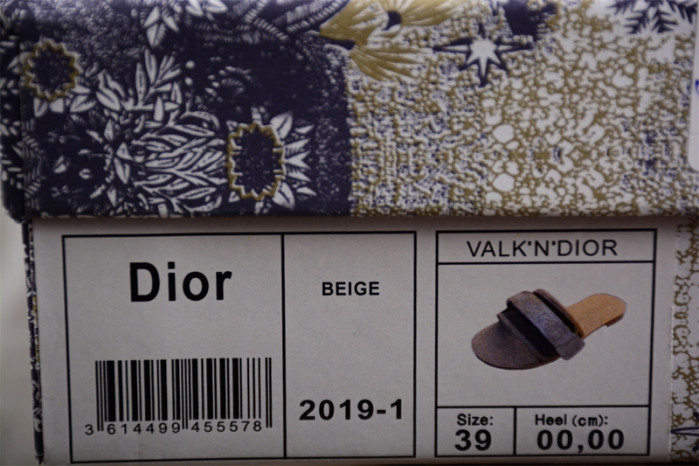 Dior
3 614499 455578
BEIGE
2019-1
VALK'N'DIOR
Size:
39
Heel (cm):
00,00